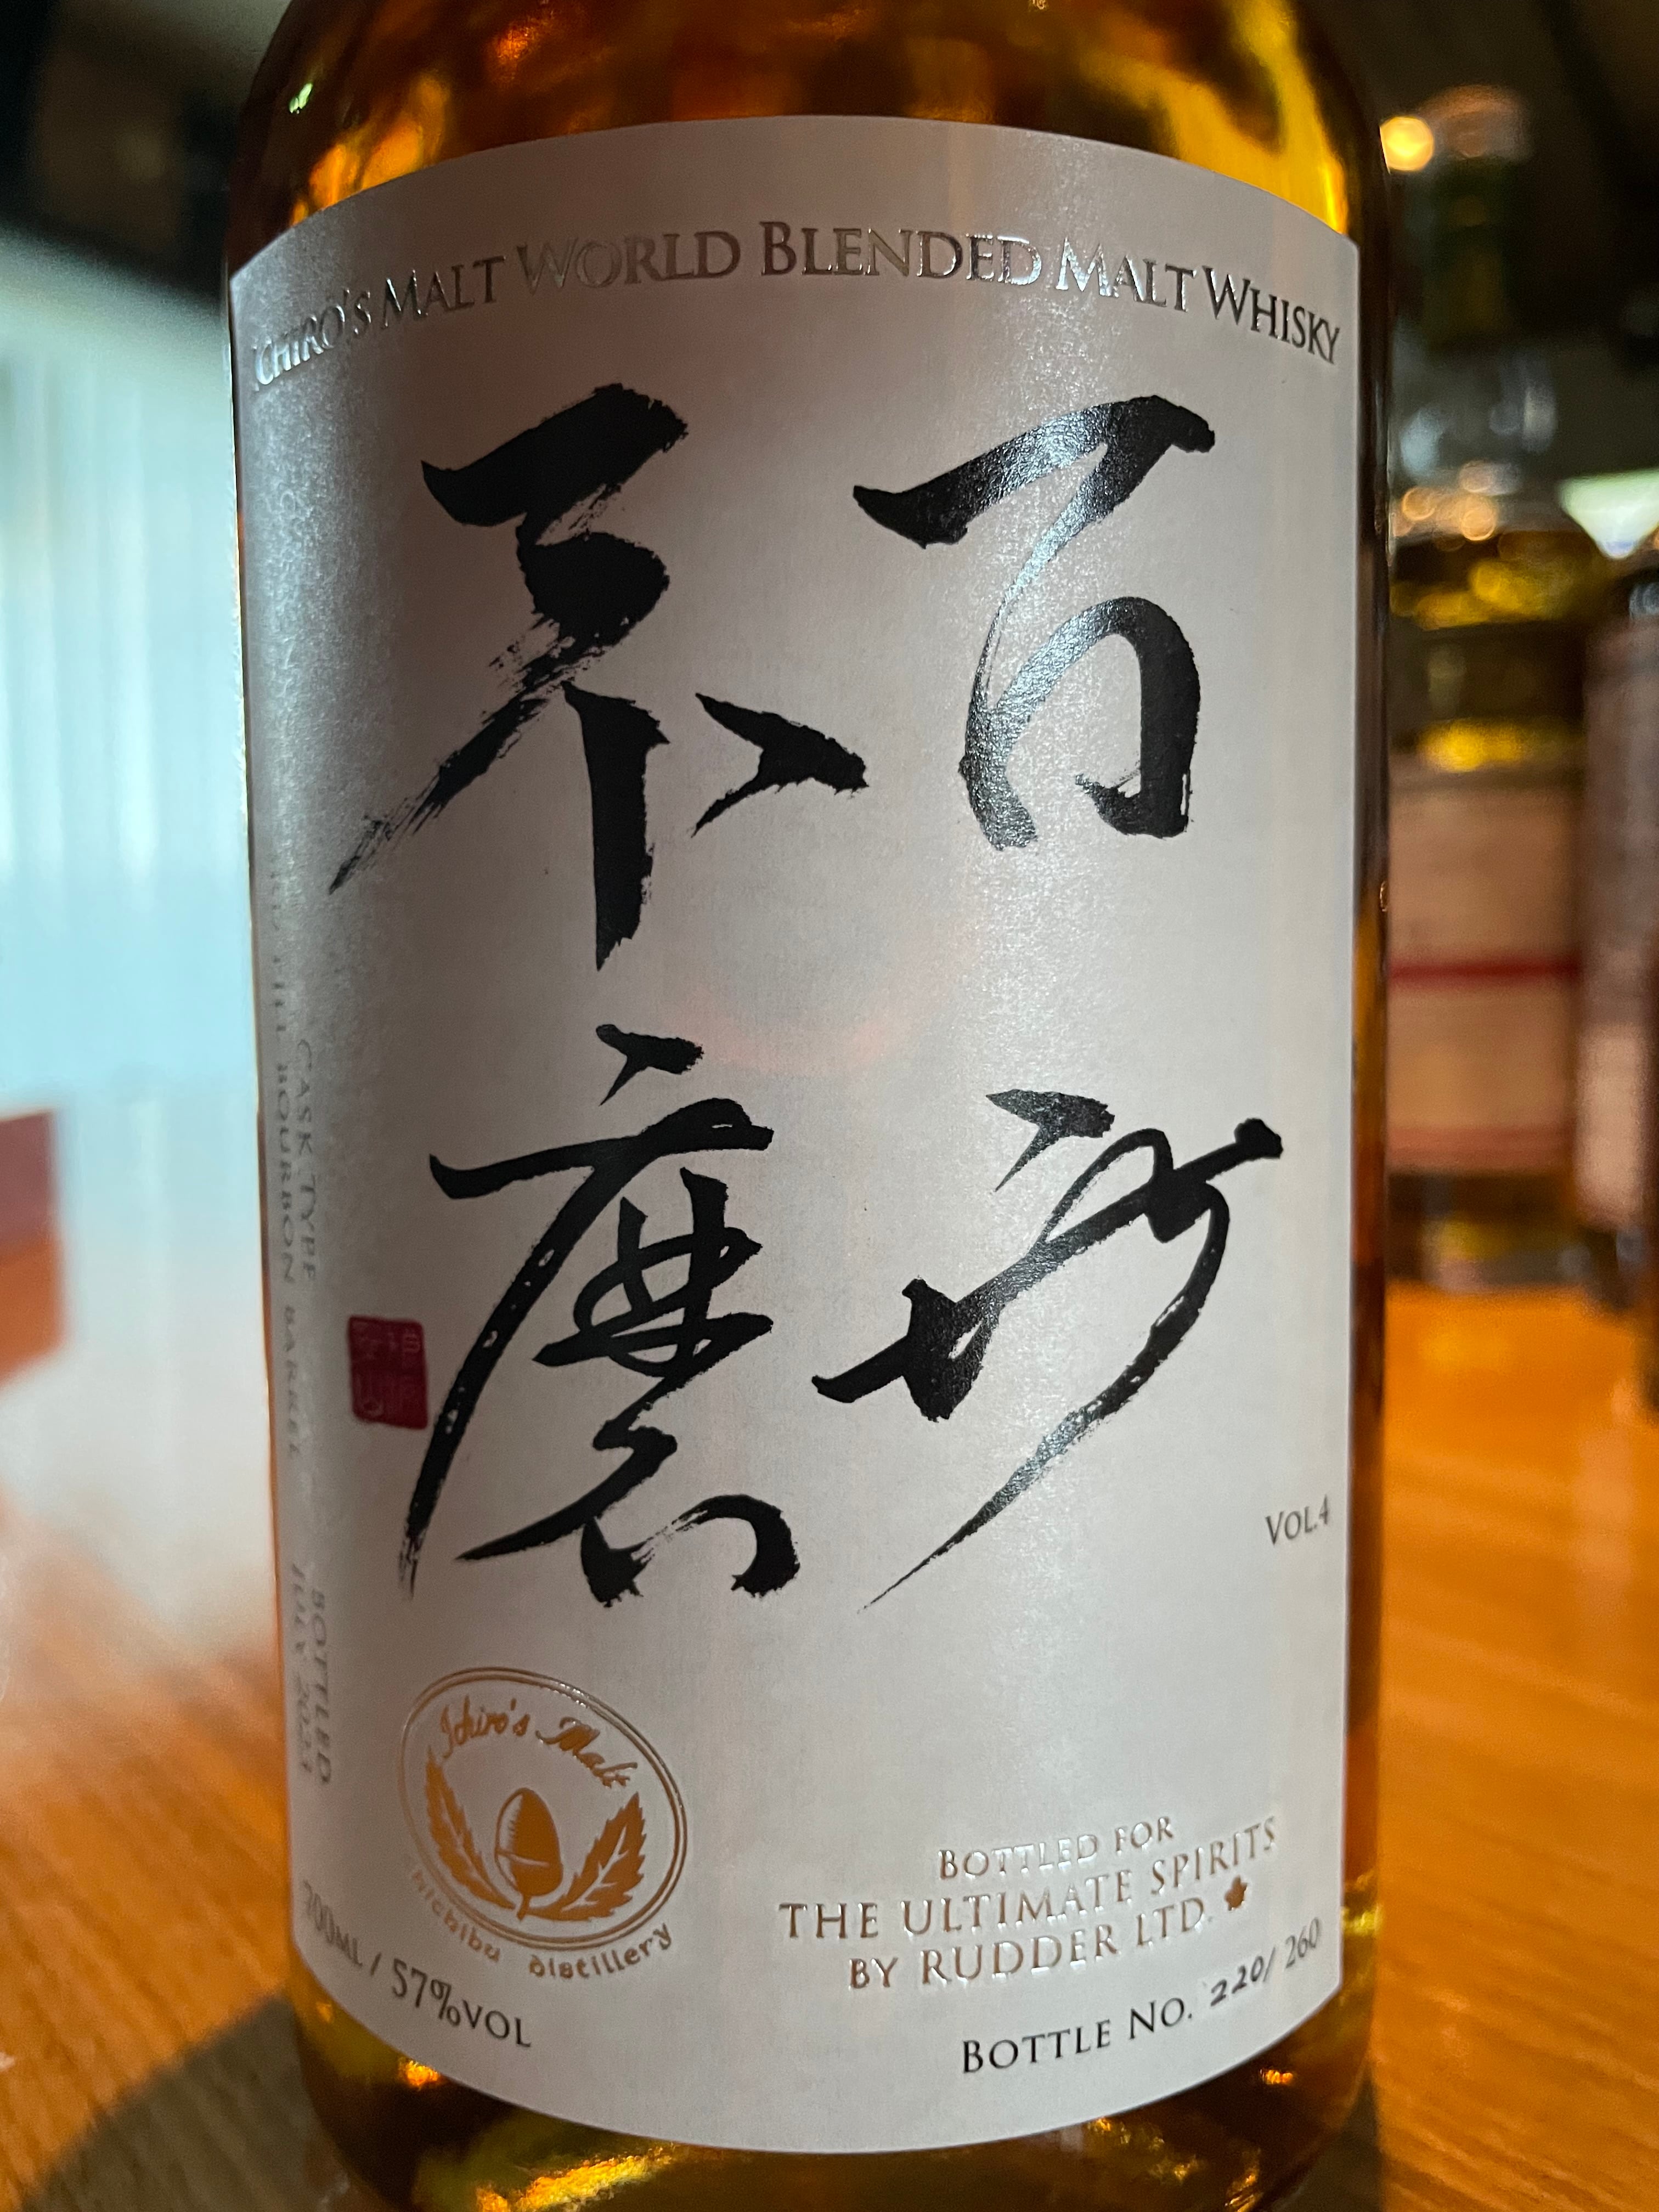 ICHIRO'S MALT WORLD BLENDED MALT WHISKY
百
不磨
VOL.4
CASK TYPE
BOURBON BARREL
BOTTLED
JULY
Ichiro's Malt
chichibu distillery
BOTTLED FOR
THE ULTIMATE SPIRITS
BY RUDDER LTD.
700ML / 57%VOL
BOTTLE NO. 220/ 260